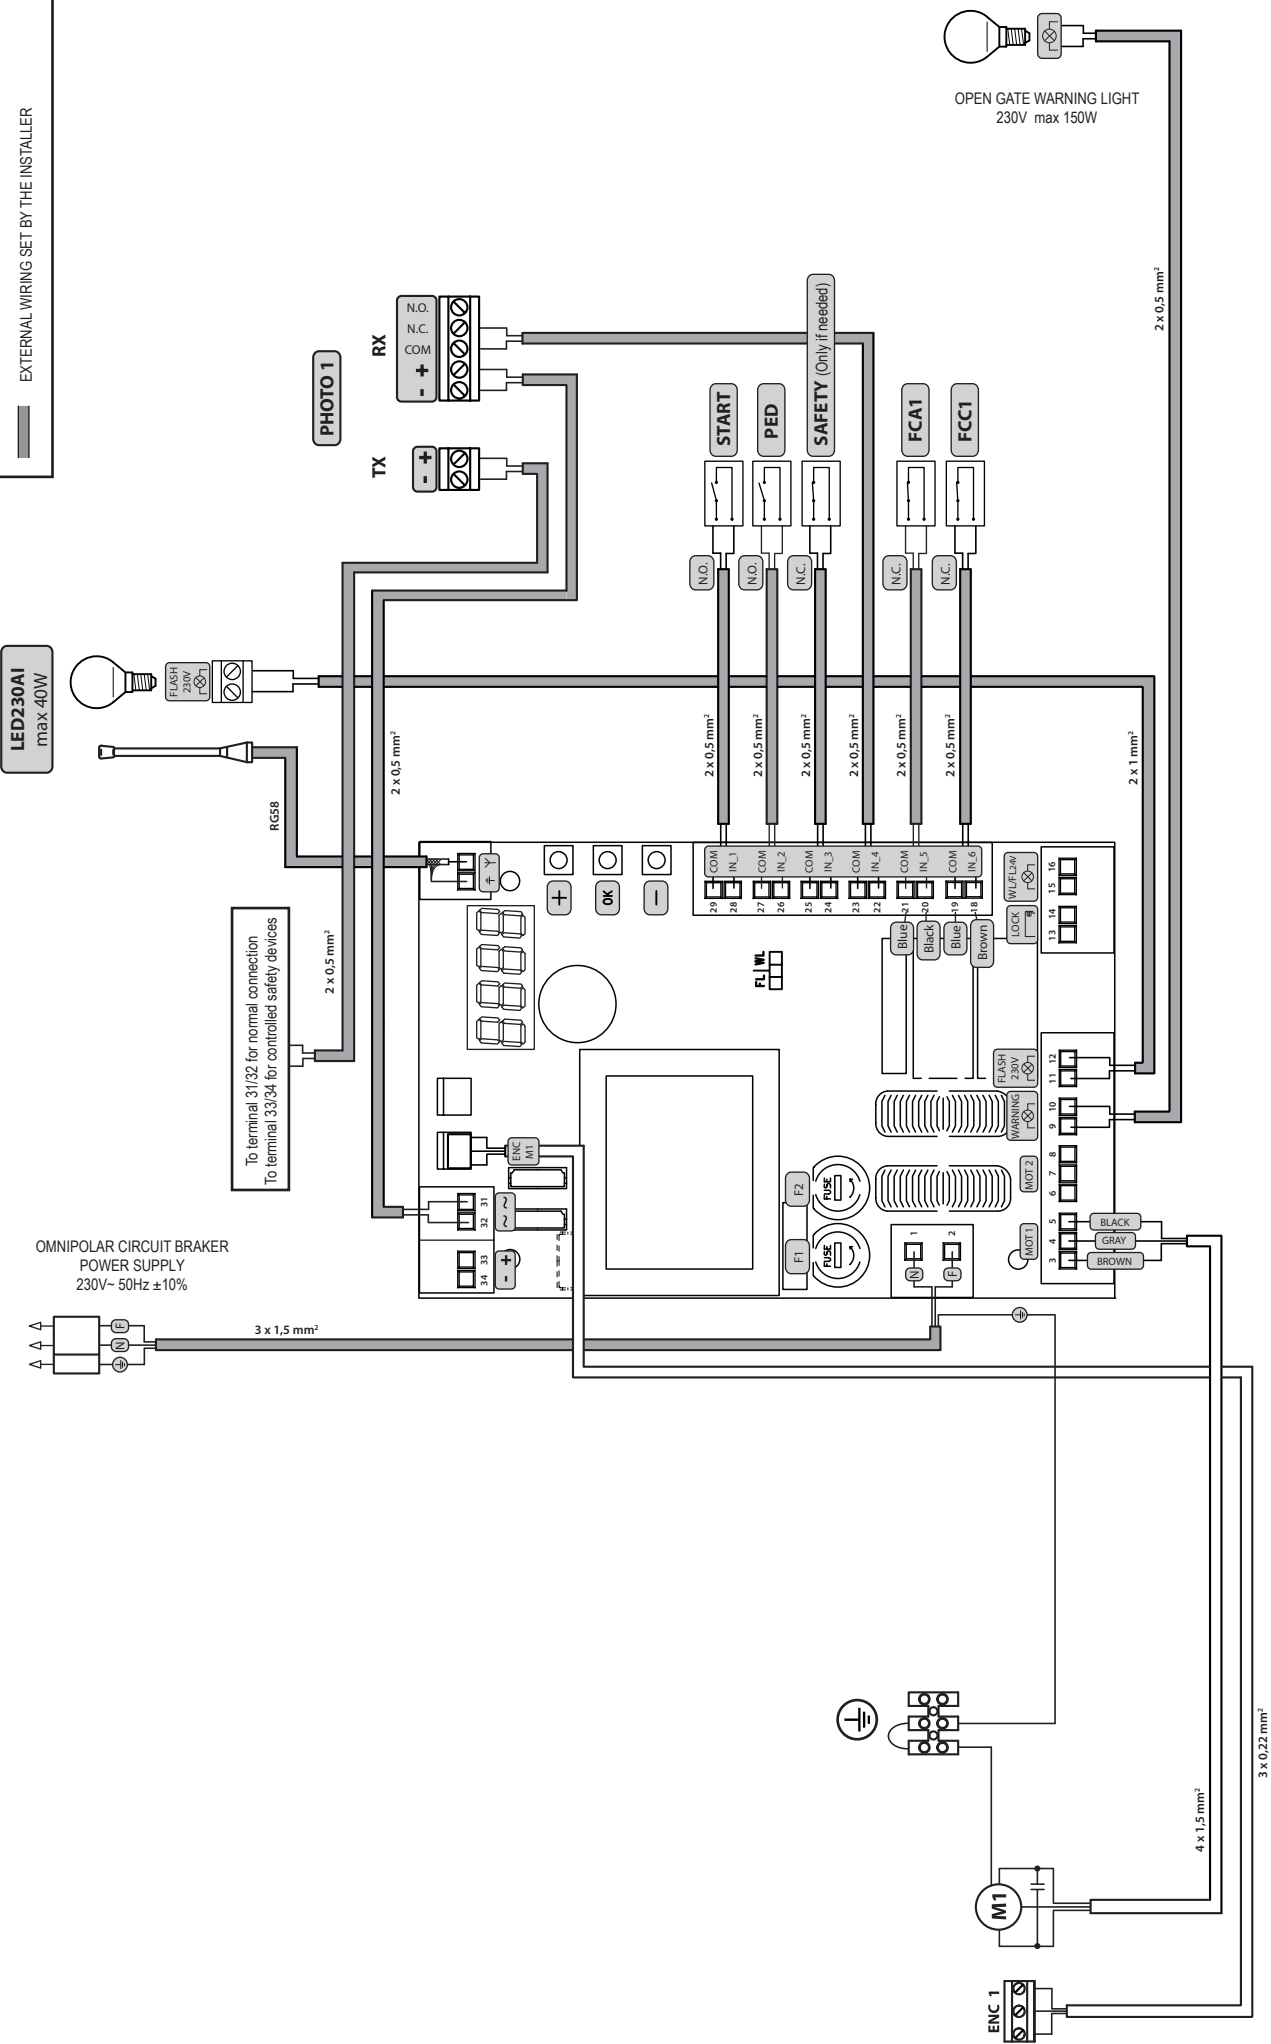 EXTERNAL WIRING SET BY THE INSTALLER
OPEN GATE WARNING LIGHT
230V max 150W
2 x 0,5 mm²
PHOTO 1
RX
N.O.
N.C.
COM
- +
TX
- +
START
PED
SAFETY (Only if needed)
FCA1
FCC1
N.O.
N.O.
N.C.
N.C.
N.C.
LED230AI
max 40W
FLASH
230V
RG58
2 x 0,5 mm²
2 x 0,5 mm²
2 x 0,5 mm²
2 x 0,5 mm²
2 x 0,5 mm²
2 x 0,5 mm²
2 x 0,5 mm²
2 x 1 mm²
To terminal 31/32 for normal connection
To terminal 33/34 for controlled safety devices
2 x 0,5 mm²
+
OK
-
COM
IN_1
COM
IN_2
COM
IN_3
COM
IN_4
COM
IN_5
COM
IN_6
29
28
27
26
25
24
23
22
21
20
19
18
Blue
Black
Blue
Brown
FL WL
WL/FL24V
LOCK
16
15
14
13
FLASH
230V
WARNING
12
11
10
9
8
7
6
5
4
3
MOT 2
MOT 1
BLACK
GRAY
BROWN
ENC
M1
31
32
33
34
~ ~
- +
F2
FUSE
F1
FUSE
1
2
N
F
OMNIPOLAR CIRCUIT BRAKER
POWER SUPPLY
230V~ 50Hz ±10%
F
N
3 x 1,5 mm²
M1
4 x 1,5 mm²
3 x 0,22 mm²
ENC 1